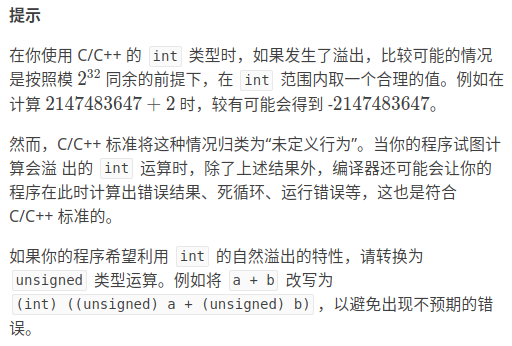 提示
在你使用 C/C++ 的 int 类型时，如果发生了溢出，比较可能的情况
是按照模 2^32 同余的前提下，在 int 范围内取一个合理的值。例如在
计算 2147483647 + 2 时，较有可能会得到 -2147483647。
然而，C/C++ 标准将这种情况归类为“未定义行为”。当你的程序试图计
算会溢 出的 int 运算时，除了上述结果外，编译器还可能会让你的
程序在此时计算出错误结果、死循环、运行错误等，这也是符合
C/C++ 标准的。
如果你的程序希望利用 int 的自然溢出的特性，请转换为
unsigned 类型运算。例如将 a + b 改写为
(int) ((unsigned) a + (unsigned) b)，以避免出现不预期的错
误。